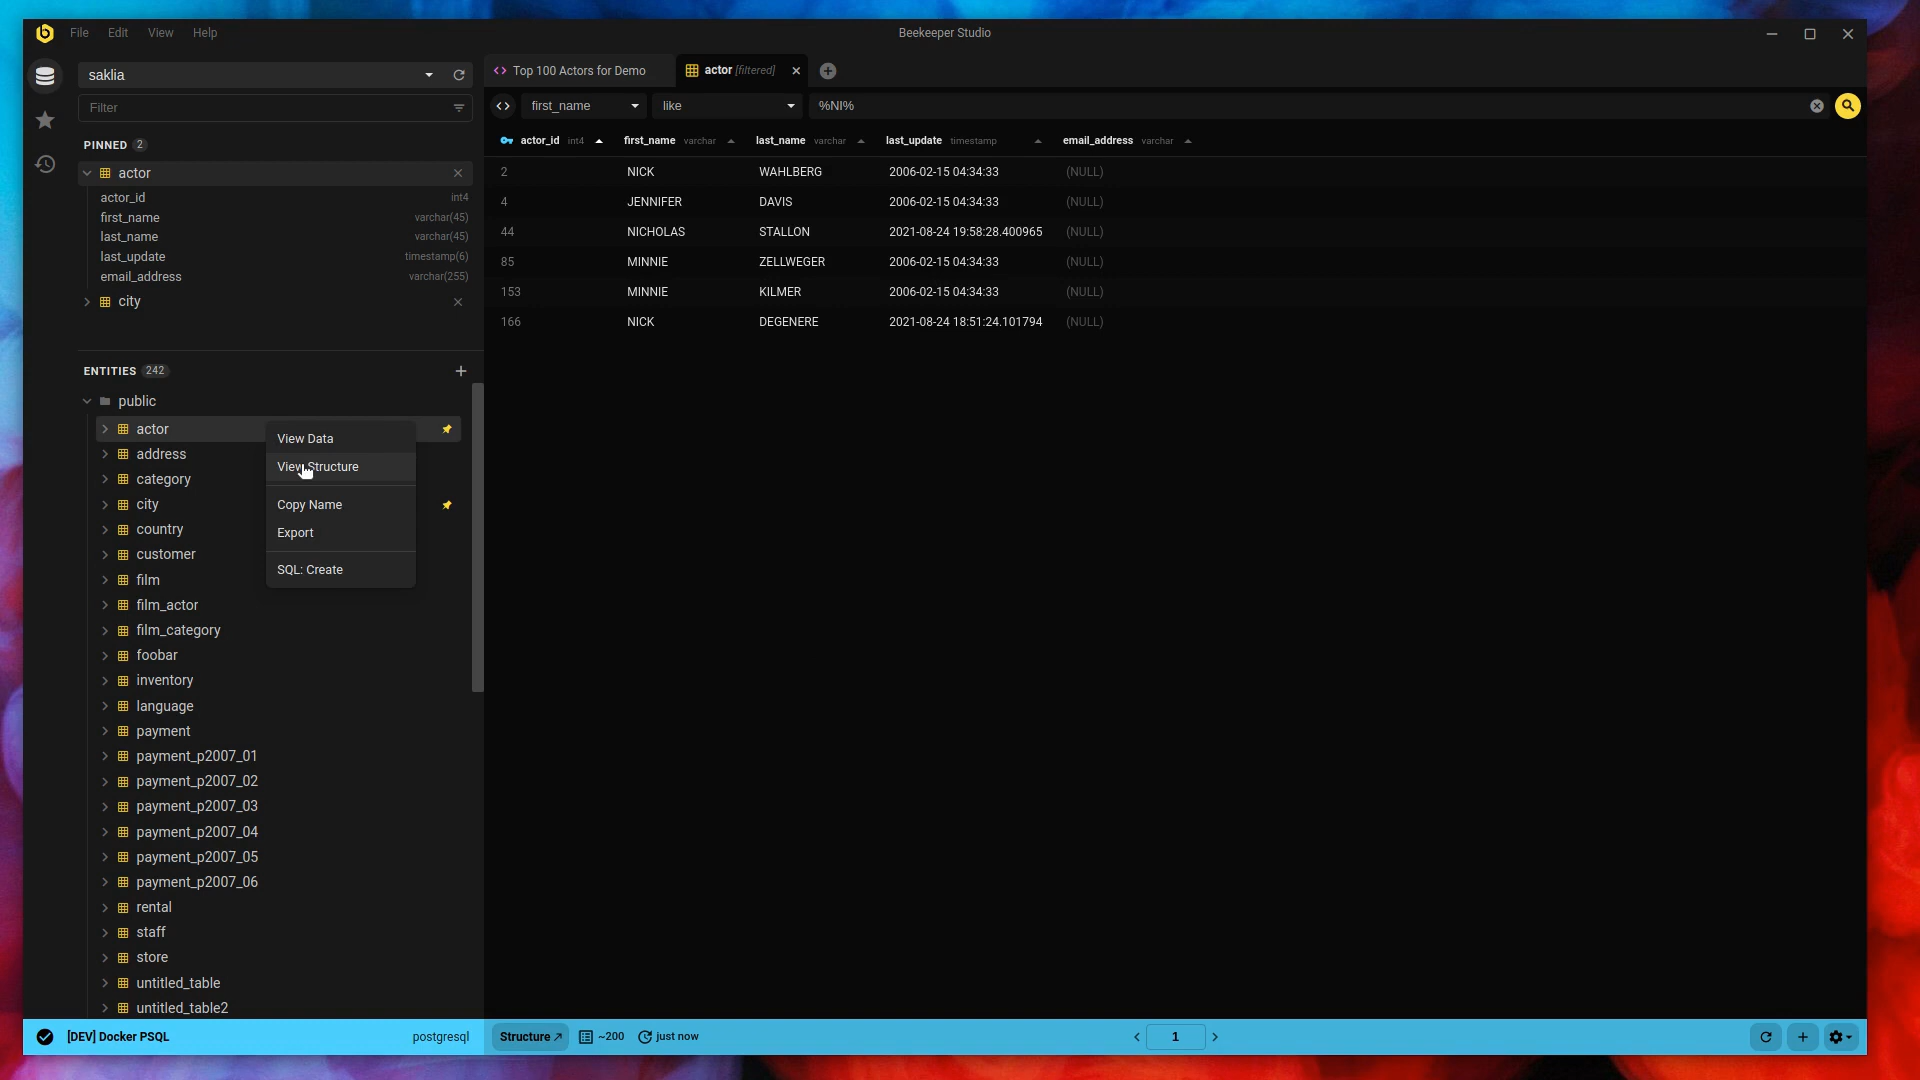 File Edit View Help
Beekeeper Studio
saklia
Filter
PINNED 2
actor
actor_id int4
first_name varchar(45)
last_name varchar(45)
last_update timestamp(6)
email_address varchar(255)
city
ENTITIES 242
public
actor
address
category
city
country
customer
film
film_actor
film_category
foobar
inventory
language
payment
payment_p2007_01
payment_p2007_02
payment_p2007_03
payment_p2007_04
payment_p2007_05
payment_p2007_06
rental
staff
store
untitled_table
untitled_table2
View Data
View Structure
Copy Name
Export
SQL: Create
Top 100 Actors for Demo
actor [filtered]
first_name like %NI%
actor_id int4 first_name varchar last_name varchar last_update timestamp email_address varchar
2 NICK WAHLBERG 2006-02-15 04:34:33 (NULL)
4 JENNIFER DAVIS 2006-02-15 04:34:33 (NULL)
44 NICHOLAS STALLON 2021-08-24 19:58:28.400965 (NULL)
85 MINNIE ZELLWEGER 2006-02-15 04:34:33 (NULL)
153 MINNIE KILMER 2006-02-15 04:34:33 (NULL)
166 NICK DEGENERE 2021-08-24 18:51:24.101794 (NULL)
[DEV] Docker PSQL postgresql
Structure ~200 just now
1